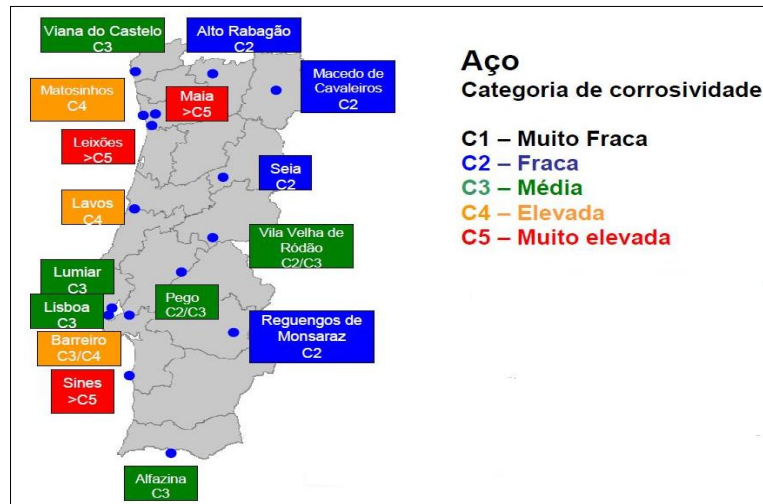 Viana do Castelo
C3
Alto Rabagão
C2
Macedo de
Cavaleiros
C2
Matosinhos
C4
Maia
>C5
Leixões
>C5
Seia
C2
Lavos
C4
Vila Velha de
Ródão
C2/C3
Lumiar
C3
Pego
C2/C3
Lisboa
C3
Reguengos de
Monsaraz
C2
Barreiro
C3/C4
Sines
>C5
Alfazina
C3
Aço
Categoria de corrosividade
C1 – Muito Fraca
C2 – Fraca
C3 – Média
C4 – Elevada
C5 – Muito elevada